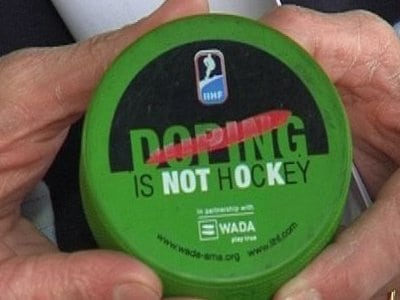 IIHF
DOPING
IS NOT HOCKEY
in partnership with
WADA
play true
www.wada-ama.org www.iihf.com